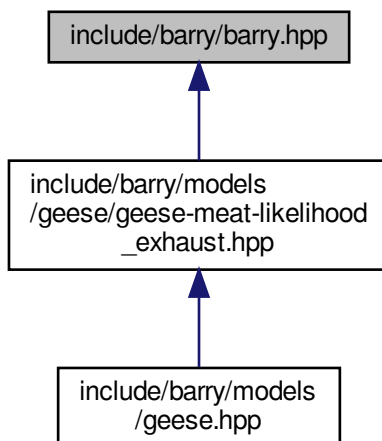 include/barry/barry.hpp
include/barry/models
/geese/geese-meat-likelihood
_exhaust.hpp
include/barry/models
/geese.hpp